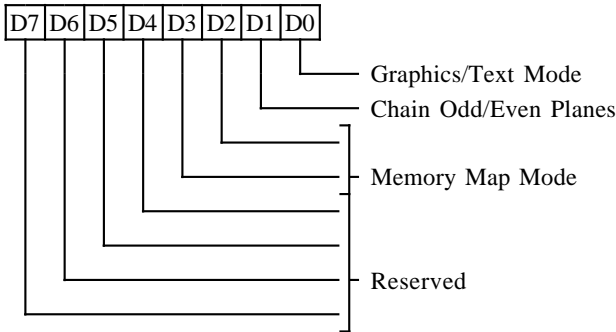 D7 D6 D5 D4 D3 D2 D1 D0
Graphics/Text Mode
Chain Odd/Even Planes
Memory Map Mode
Reserved